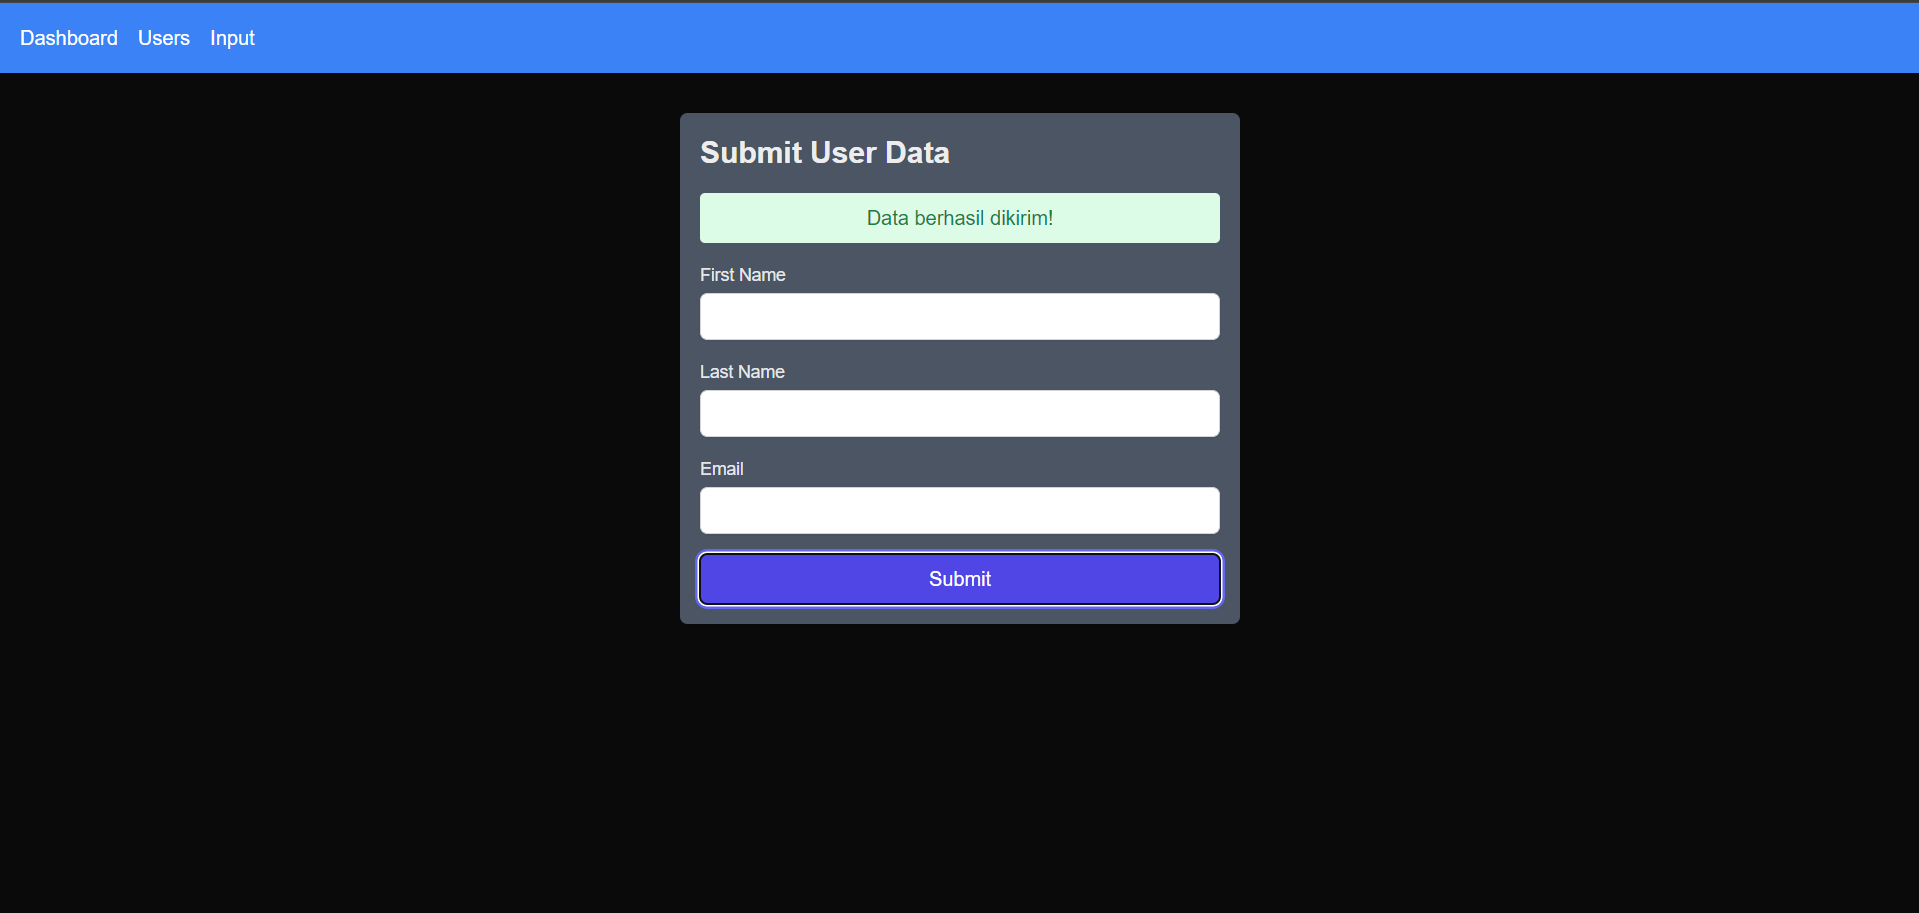 Dashboard Users Input
Submit User Data
Data berhasil dikirim!
First Name
Last Name
Email
Submit